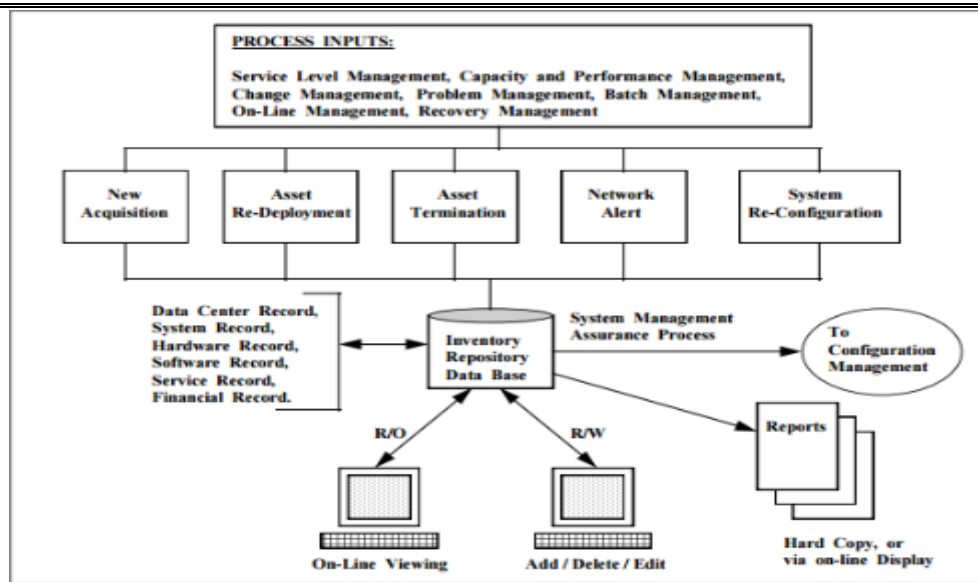 PROCESS INPUTS:
Service Level Management, Capacity and Performance Management,
Change Management, Problem Management, Batch Management,
On-Line Management, Recovery Management
New
Acquisition
Asset
Re-Deployment
Asset
Termination
Network
Alert
System
Re-Configuration
Data Center Record,
System Record,
Hardware Record,
Software Record,
Service Record,
Financial Record.
Inventory
Repository
Data Base
System Management
Assurance Process
To
Configuration
Management
R/O
R/W
Reports
On-Line Viewing
Add / Delete / Edit
Hard Copy, or
via on-line Display